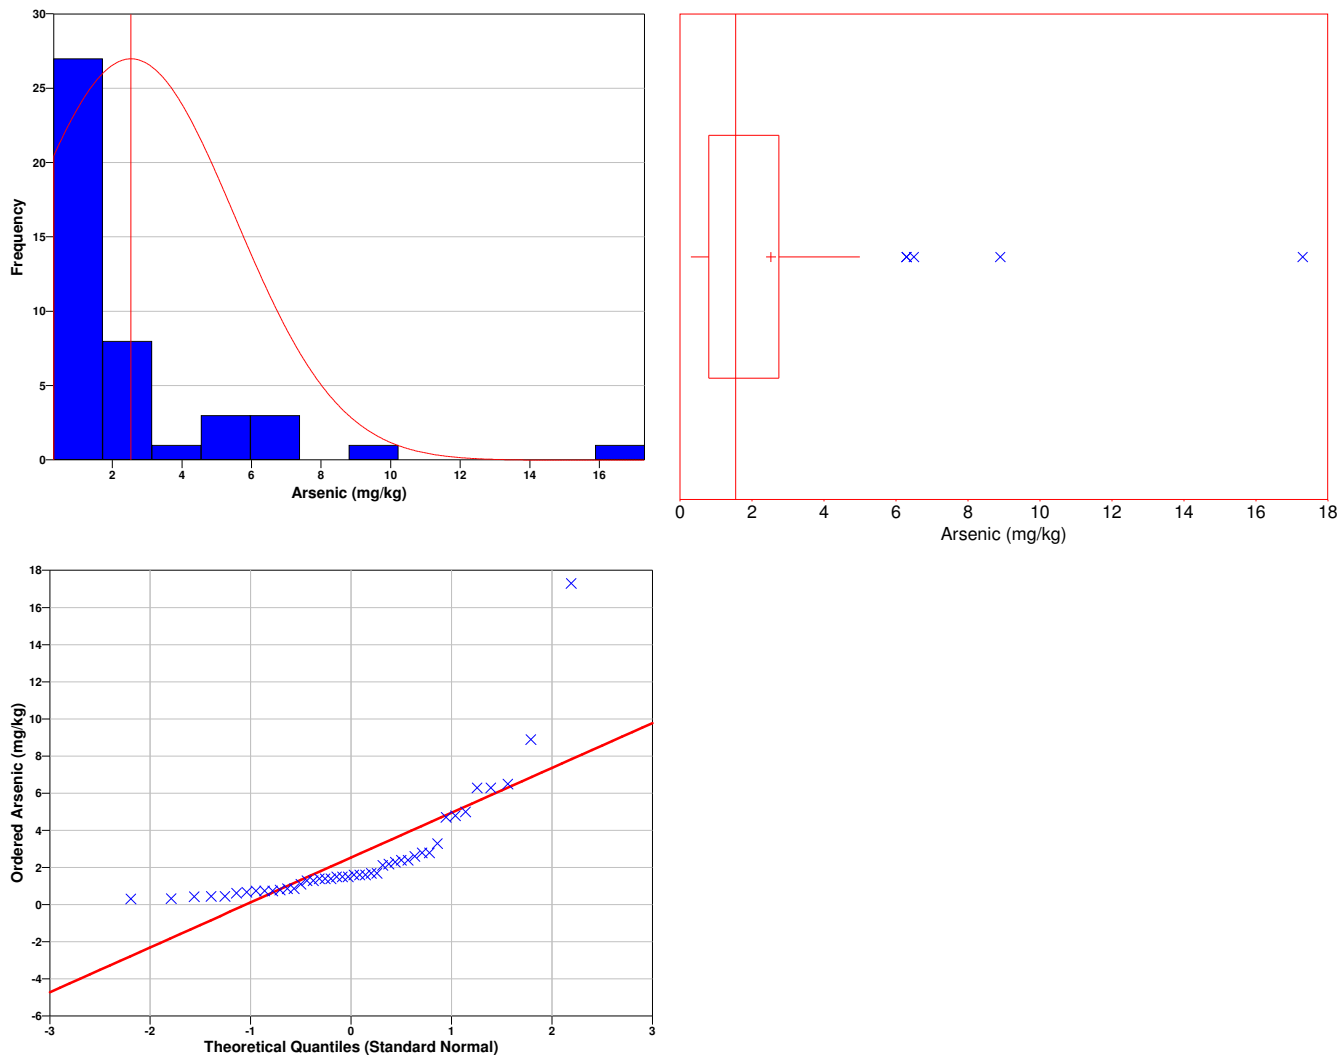 30
25
20
15
10
5
0
Frequency
2 4 6 8 10 12 14 16
Arsenic (mg/kg)
0 2 4 6 8 10 12 14 16 18
Arsenic (mg/kg)
18
16
14
12
10
8
6
4
2
0
-2
-4
-6
Ordered Arsenic (mg/kg)
-3 -2 -1 0 1 2 3
Theoretical Quantiles (Standard Normal)